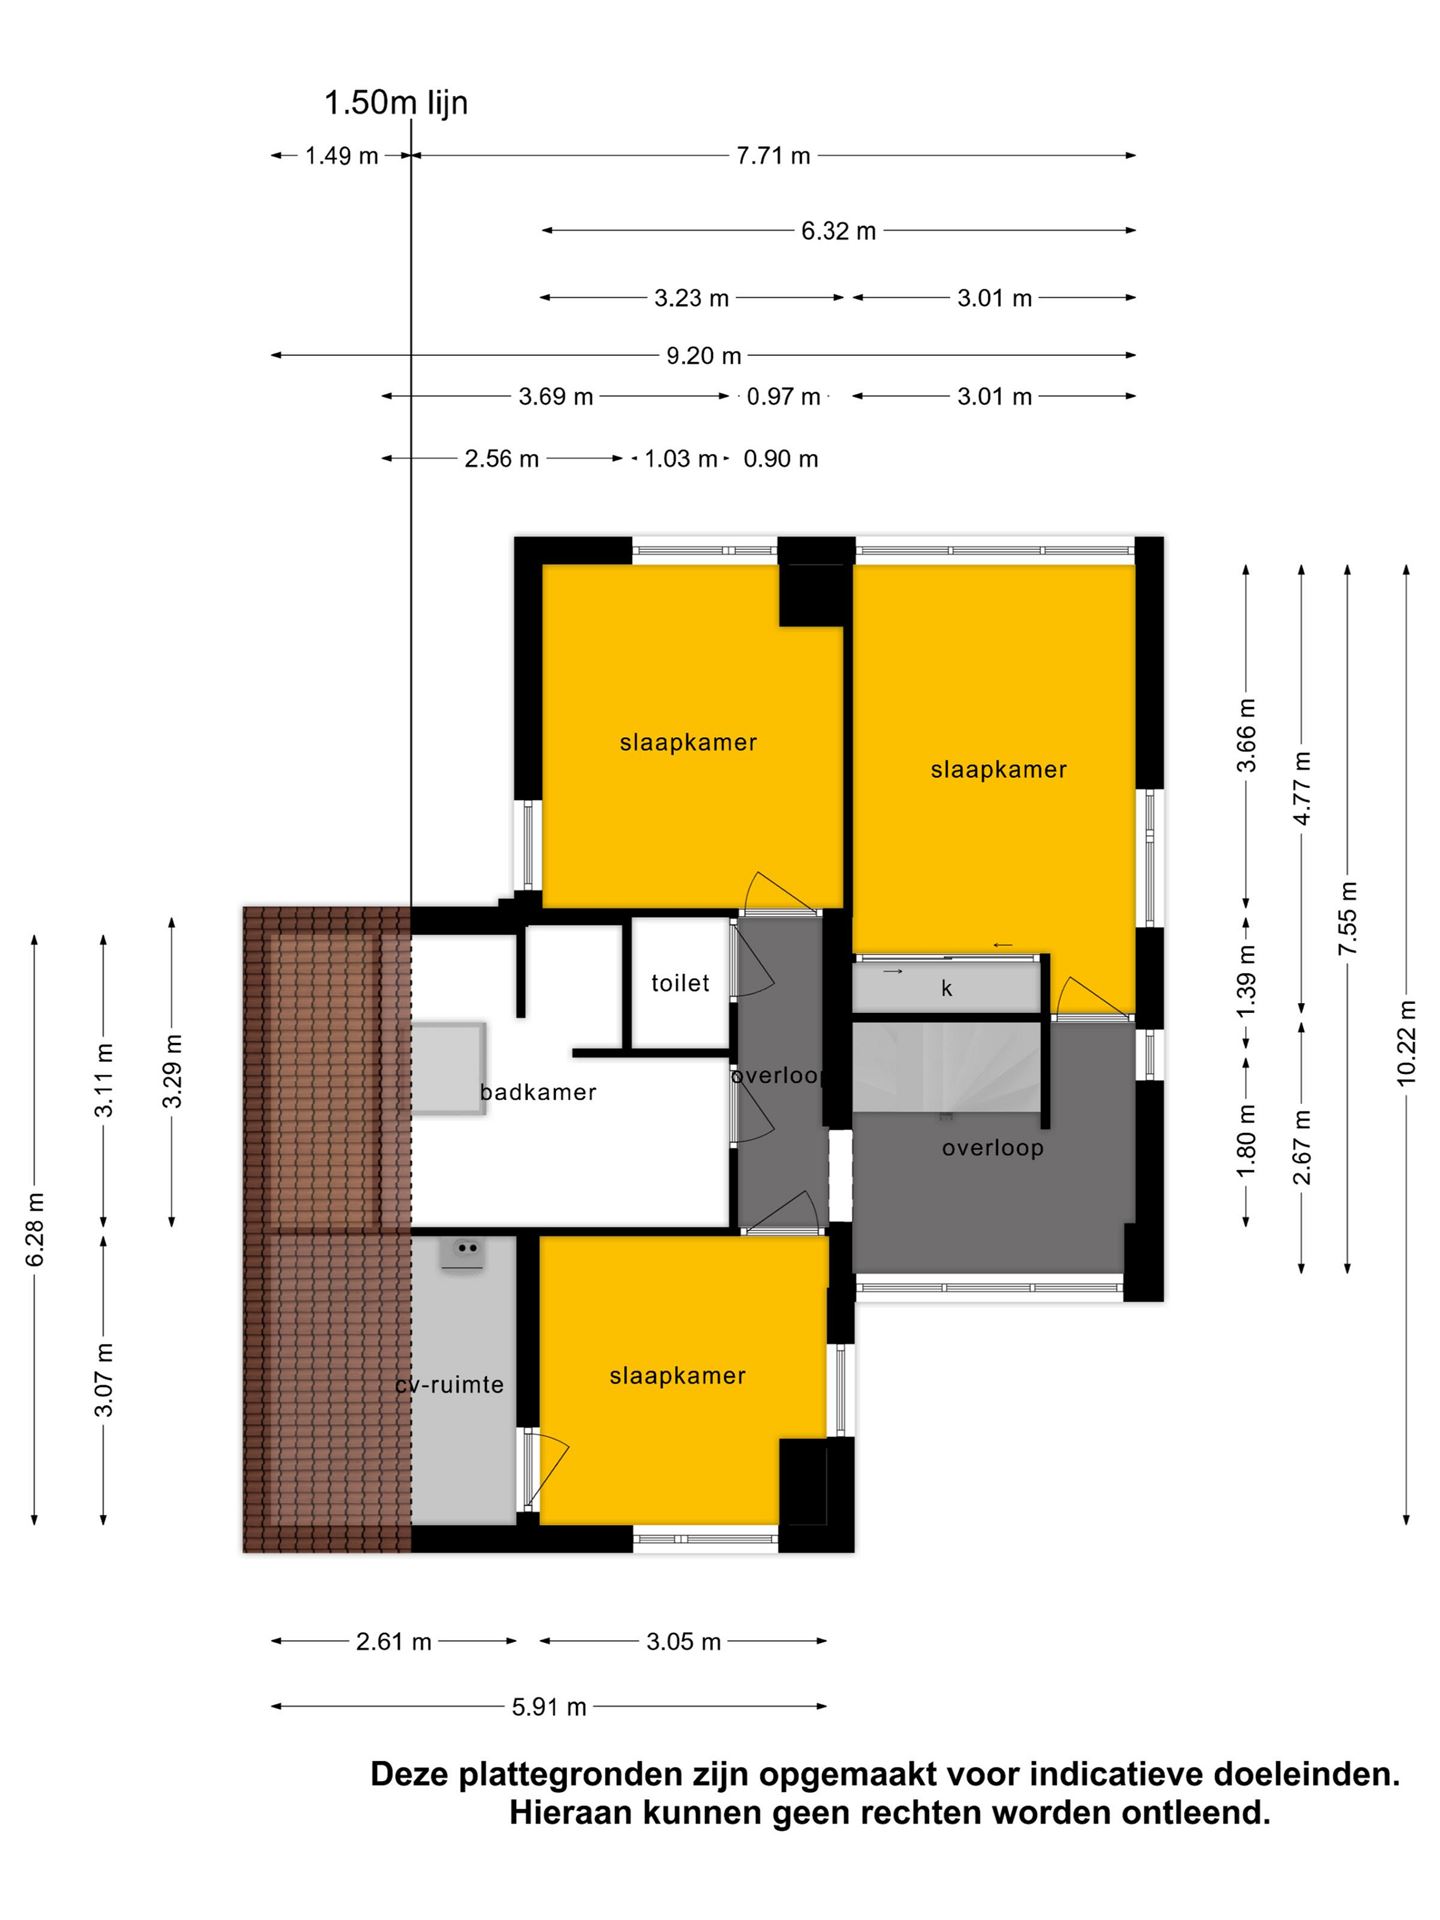 1.50m lijn
1.49 m
7.71 m
6.32 m
3.23 m
3.01 m
9.20 m
3.69 m
0.97 m
3.01 m
2.56 m
1.03 m
0.90 m
slaapkamer
slaapkamer
3.66 m
4.77 m
7.55 m
10.22 m
1.39 m
1.80 m
2.67 m
k
toilet
overloop
badkamer
overloop
3.29 m
3.11 m
6.28 m
3.07 m
cv-ruimte
slaapkamer
2.61 m
3.05 m
5.91 m
Deze plattegronden zijn opgemaakt voor indicatieve doeleinden.
Hieraan kunnen geen rechten worden ontleend.